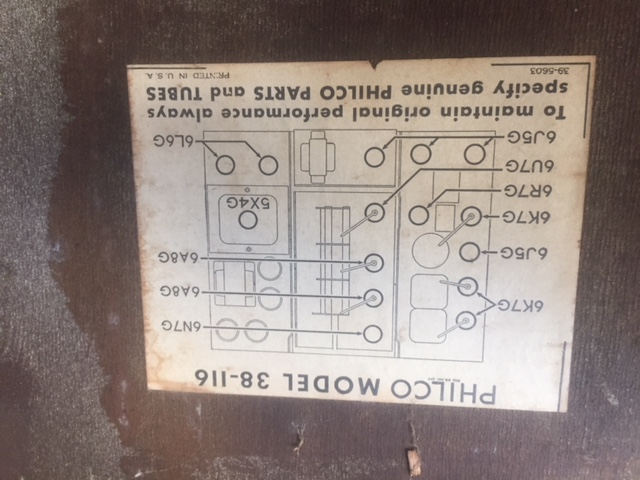 PHILCO MODEL 38-116
6N7G
6K7G
6A8G
6A8G
6J5G
6K7G
5X4G
6R7G
6U7G
6J5G
6L6G
To maintain original performance always
specify genuine PHILCO PARTS and TUBES
39-5603
PRINTED IN U.S.A.